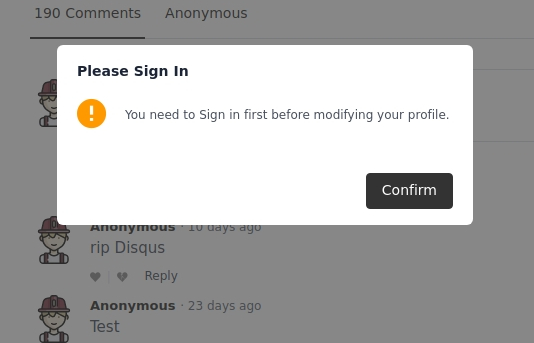 190 Comments Anonymous
Please Sign In
You need to Sign in first before modifying your profile.
Confirm
Anonymous · 10 days ago
rip Disqus
Reply
Anonymous · 23 days ago
Test